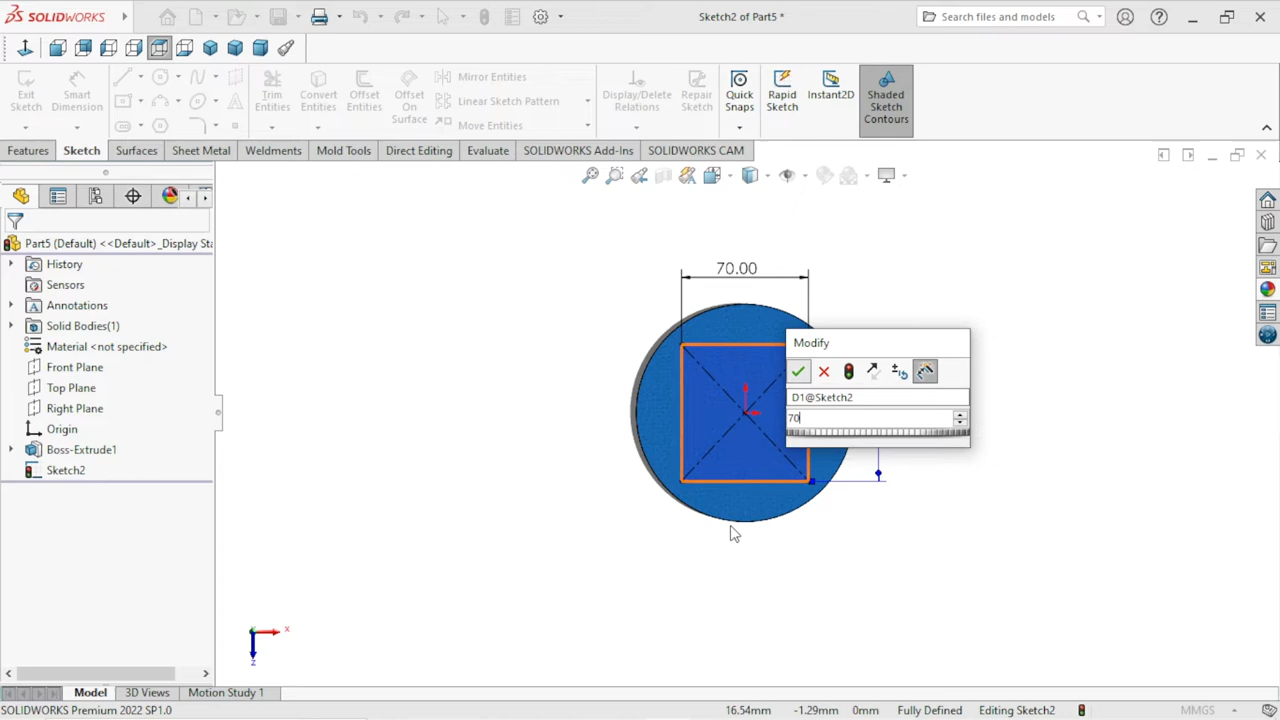 SOLIDWORKS
Sketch2 of Part5 *
Search files and models
Exit Sketch
Smart Dimension
Trim Entities
Convert Entities
Offset Entities
Offset On Surface
Mirror Entities
Linear Sketch Pattern
Move Entities
Display/Delete Relations
Repair Sketch
Quick Snaps
Rapid Sketch
Instant2D
Shaded Sketch Contours
Features
Sketch
Surfaces
Sheet Metal
Weldments
Mold Tools
Direct Editing
Evaluate
SOLIDWORKS Add-Ins
SOLIDWORKS CAM
Part5 (Default) <<Default>_Display Sta
History
Sensors
Annotations
Solid Bodies(1)
Material <not specified>
Front Plane
Top Plane
Right Plane
Origin
Boss-Extrude1
Sketch2
70.00
Modify
D1@Sketch2
70
x
z
Model
3D Views
Motion Study 1
SOLIDWORKS Premium 2022 SP1.0
16.54mm
-1.29mm
0mm
Fully Defined
Editing Sketch2
MMGS